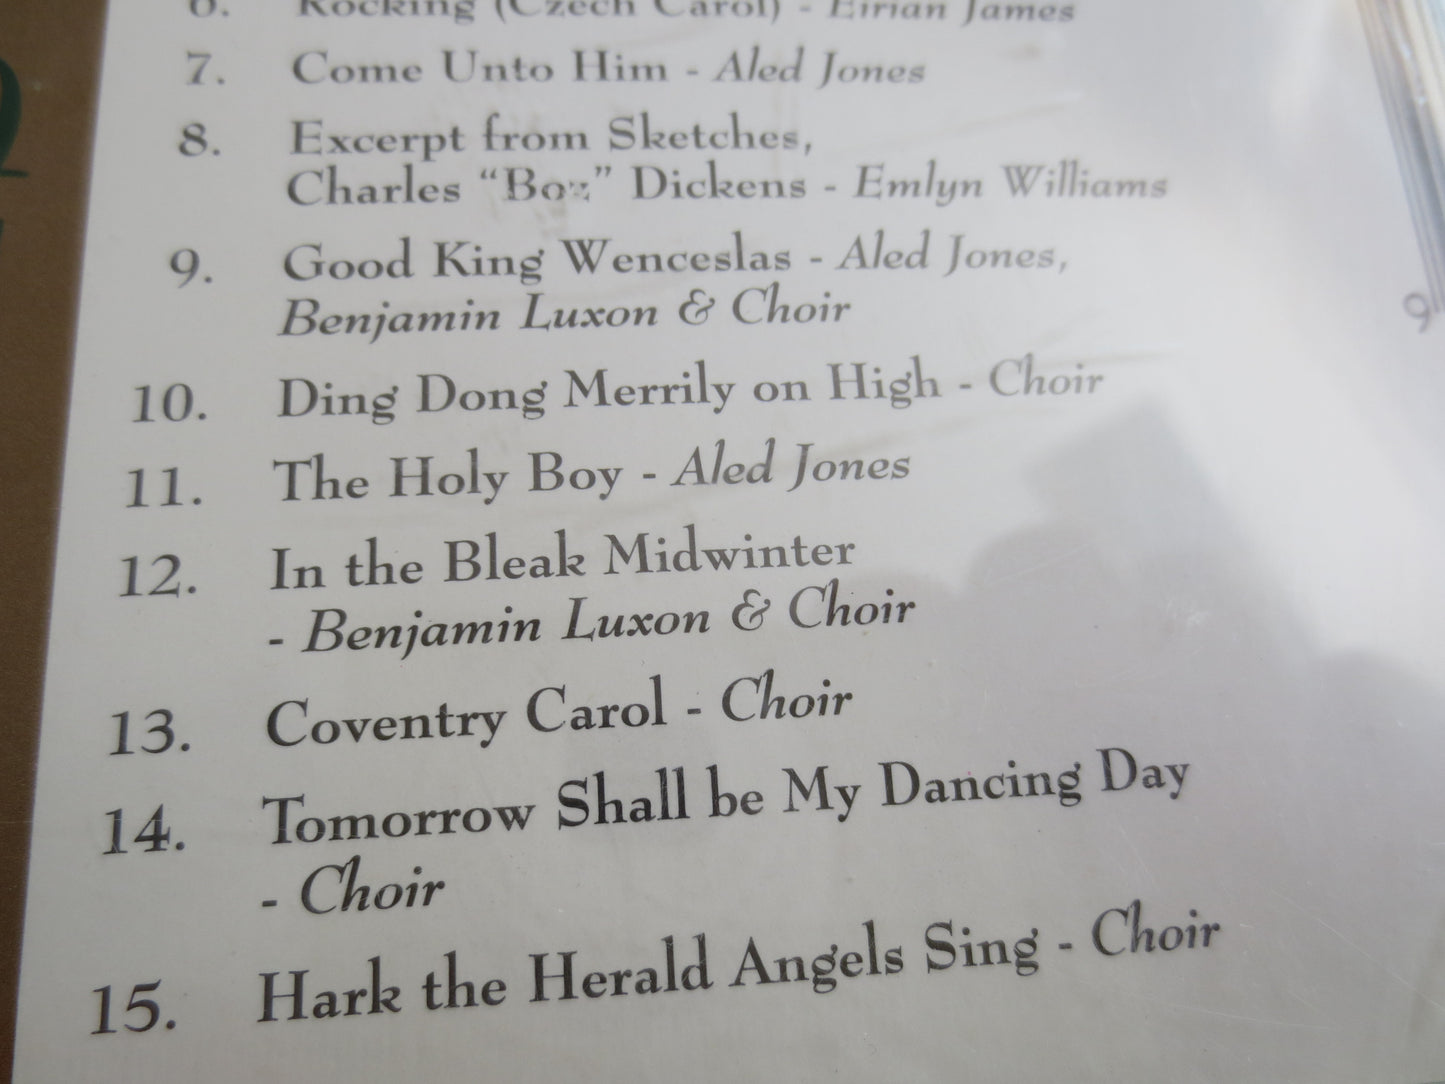 6. Rocking (Czech Carol) - Eirian James
7. Come Unto Him - Aled Jones
8. Excerpt from Sketches,
Charles “Boz” Dickens - Emlyn Williams
9. Good King Wenceslas - Aled Jones,
Benjamin Luxon & Choir
10. Ding Dong Merrily on High - Choir
11. The Holy Boy - Aled Jones
12. In the Bleak Midwinter
- Benjamin Luxon & Choir
13. Coventry Carol - Choir
14. Tomorrow Shall be My Dancing Day
- Choir
15. Hark the Herald Angels Sing - Choir
9